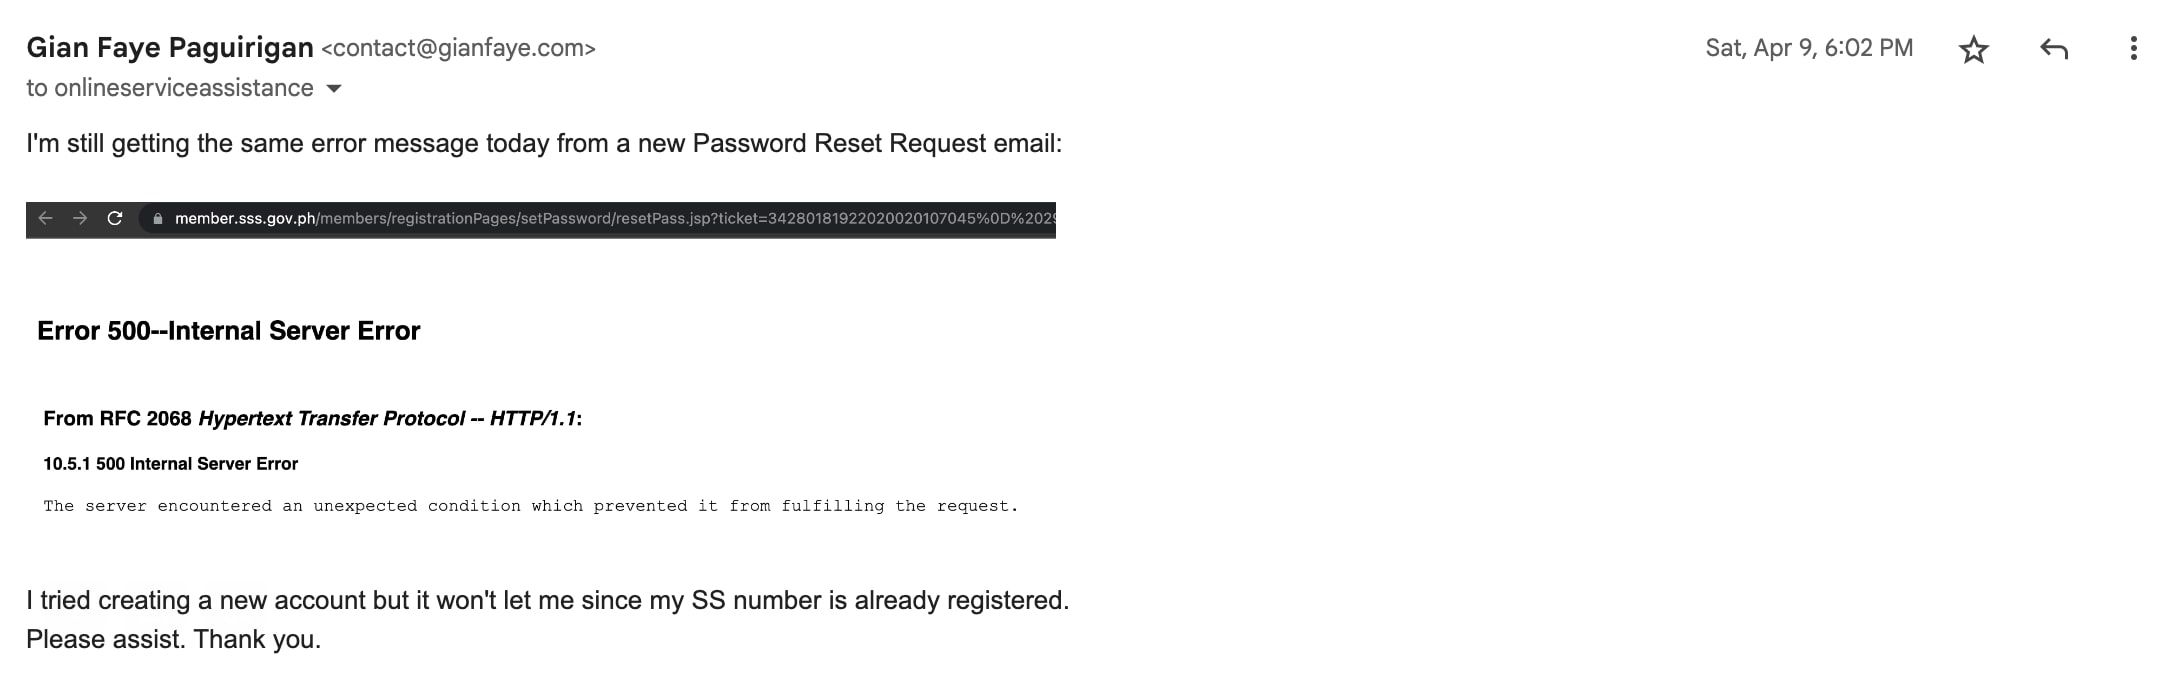 Gian Faye Paguirigan <contact@gianfaye.com> Sat, Apr 9, 6:02 PM
to onlineserviceassistance
I'm still getting the same error message today from a new Password Reset Request email:
member.sss.gov.ph/members/registrationPages/setPassword/resetPass.jsp?ticket=34280181922020020107045%0D%2029
Error 500--Internal Server Error
From RFC 2068 Hypertext Transfer Protocol -- HTTP/1.1:
10.5.1 500 Internal Server Error
The server encountered an unexpected condition which prevented it from fulfilling the request.
I tried creating a new account but it won't let me since my SS number is already registered.
Please assist. Thank you.